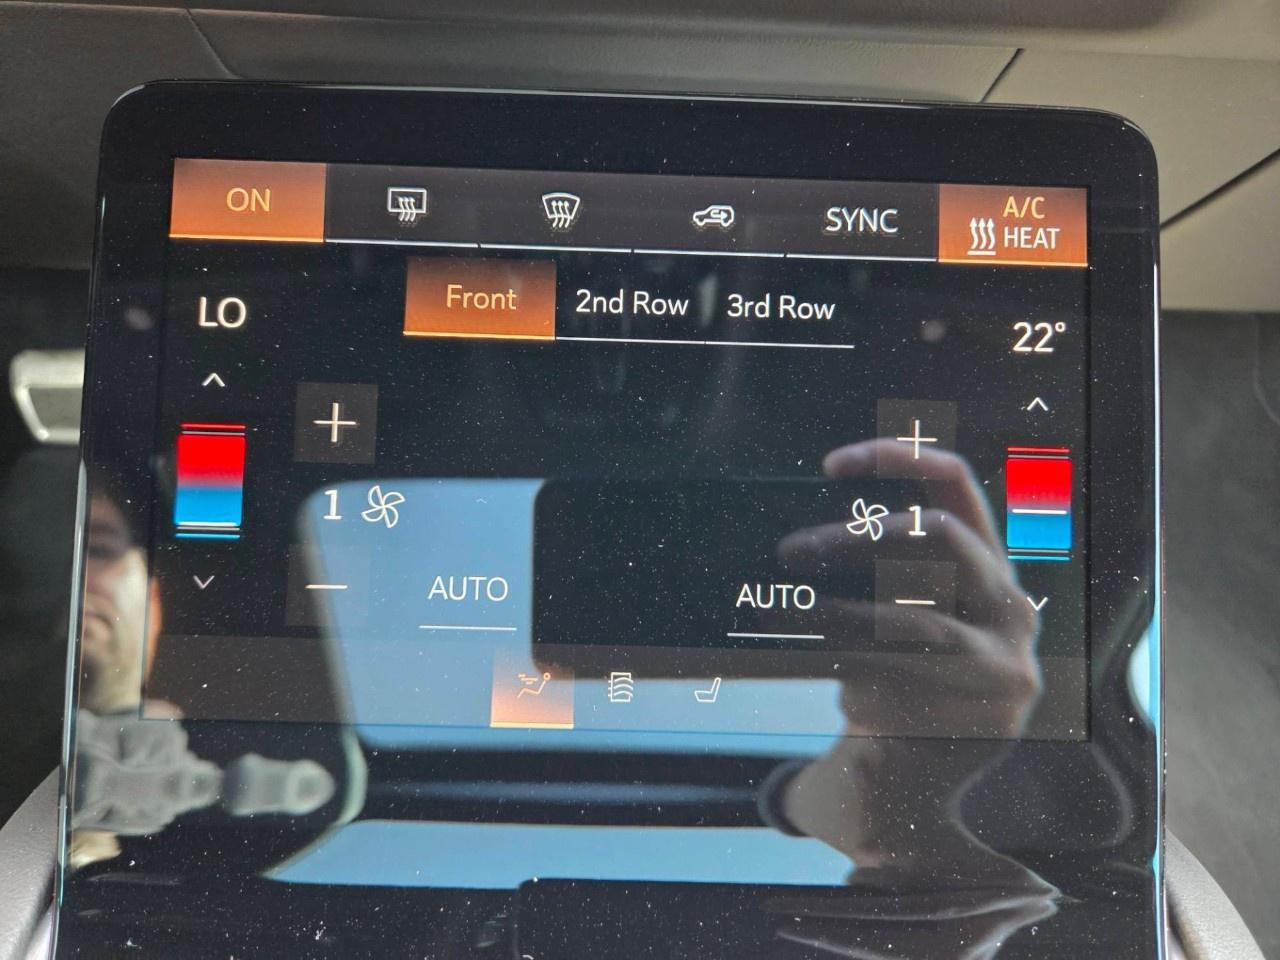 ON
SYNC
A/C
HEAT
Front
2nd Row
3rd Row
LO
22°
1
1
AUTO
AUTO